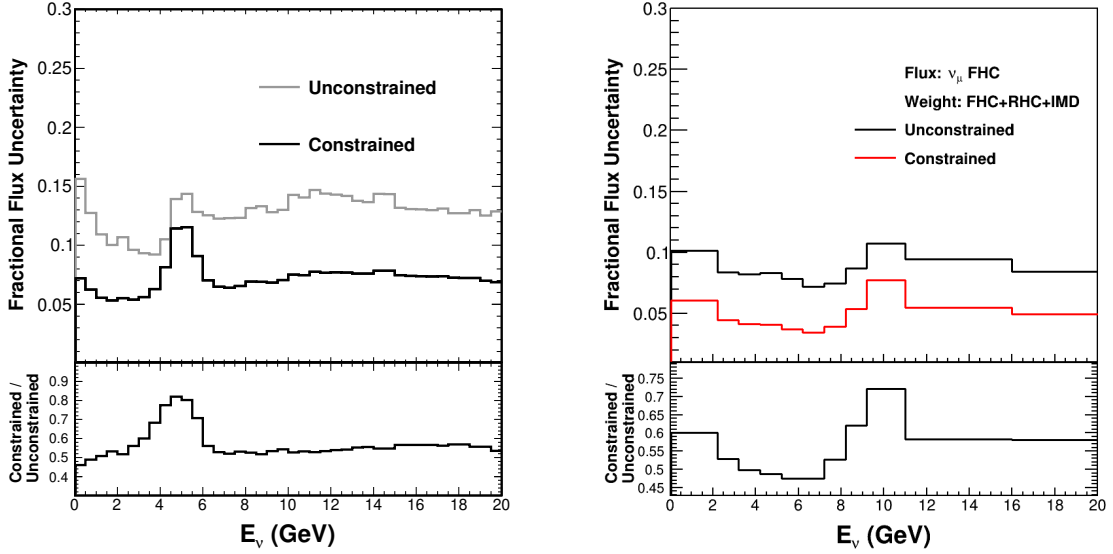 Fractional Flux Uncertainty
0.3
0.25
0.2
0.15
0.1
0.05
Unconstrained
Constrained
Constrained /
Unconstrained
0.9
0.8
0.7
0.6
0.5
0.4
0 2 4 6 8 10 12 14 16 18 20
Eν (GeV)
Fractional Flux Uncertainty
0.3
0.25
0.2
0.15
0.1
0.05
Flux: νμ FHC
Weight: FHC+RHC+IMD
Unconstrained
Constrained
Constrained /
Unconstrained
0.75
0.7
0.65
0.6
0.55
0.5
0.45
0 2 4 6 8 10 12 14 16 18 20
Eν (GeV)